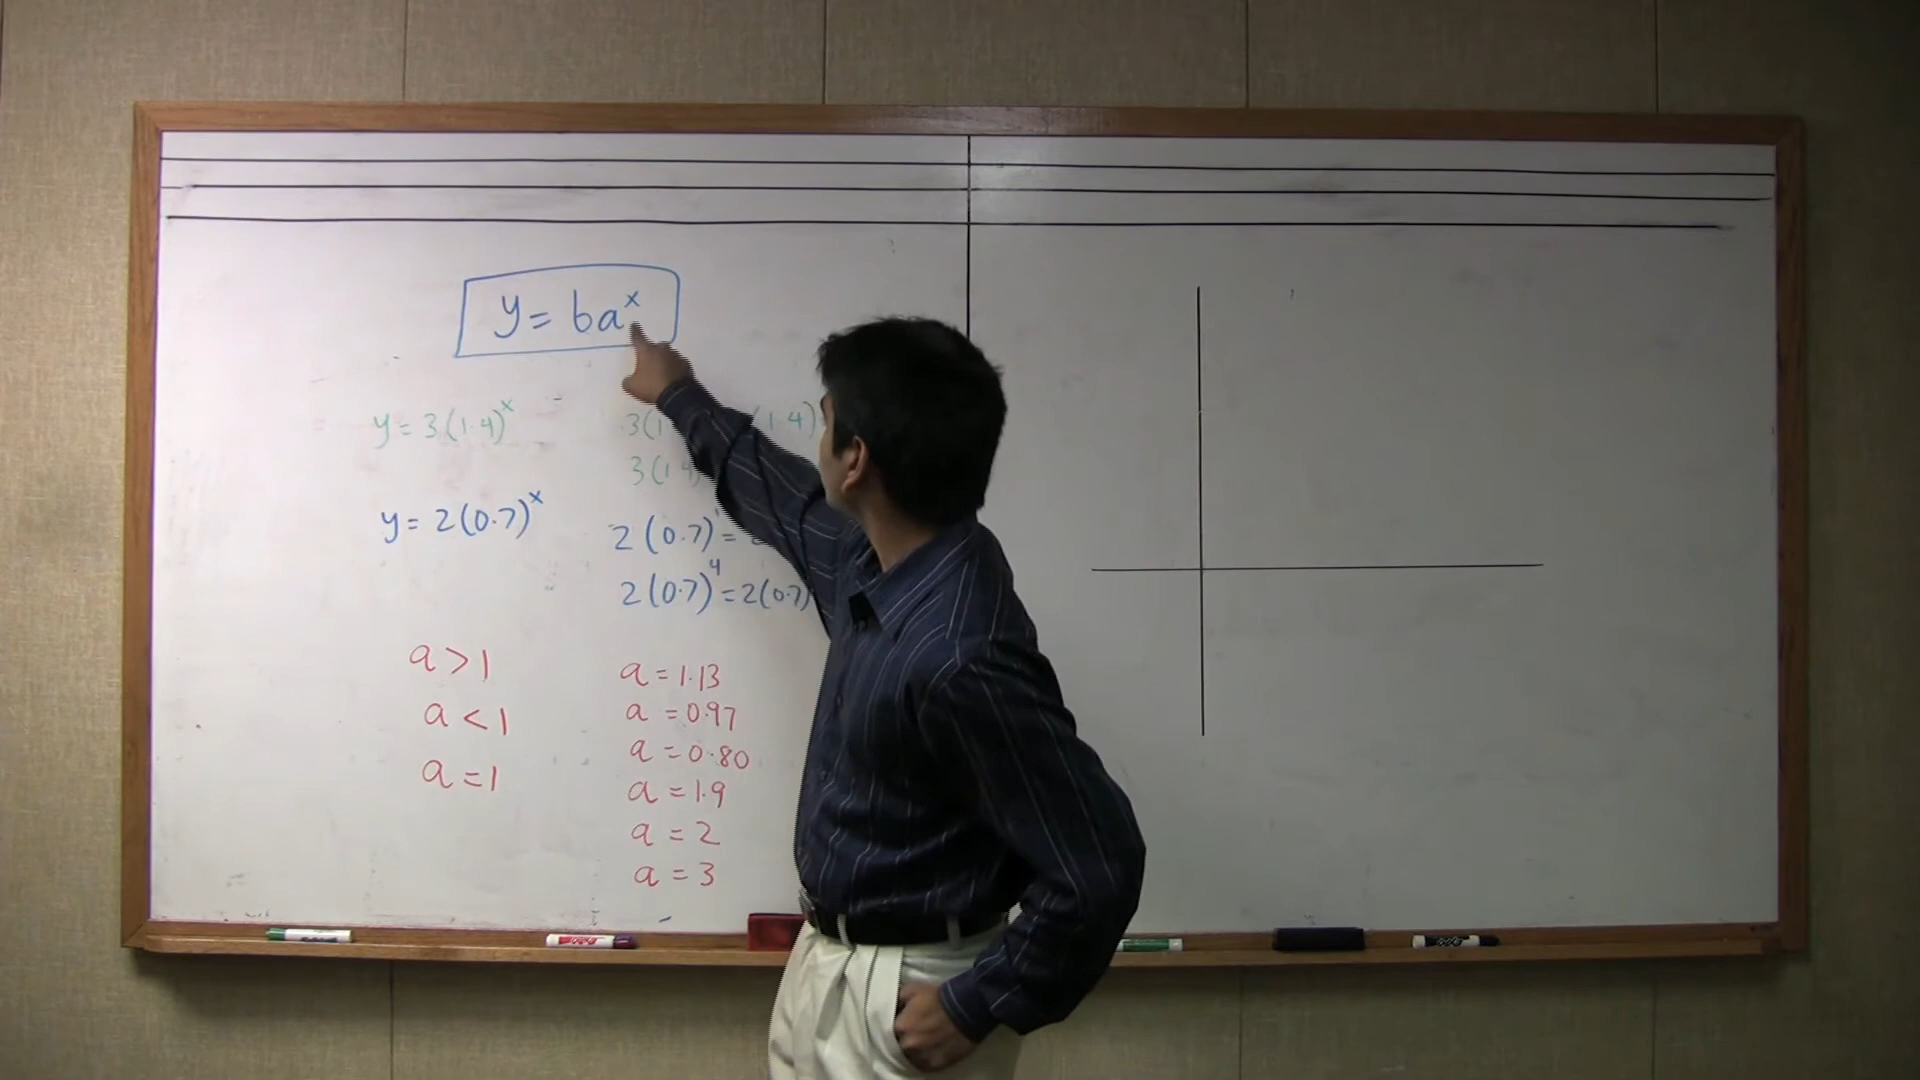 y = ba^x
y = 3(1.4)^x
3(1 (1.4)
3(1.4)
y = 2(0.7)^x
2(0.7) =
2(0.7)^4 = 2(0.7)
a > 1
a < 1
a = 1
a = 1.13
a = 0.97
a = 0.80
a = 1.9
a = 2
a = 3